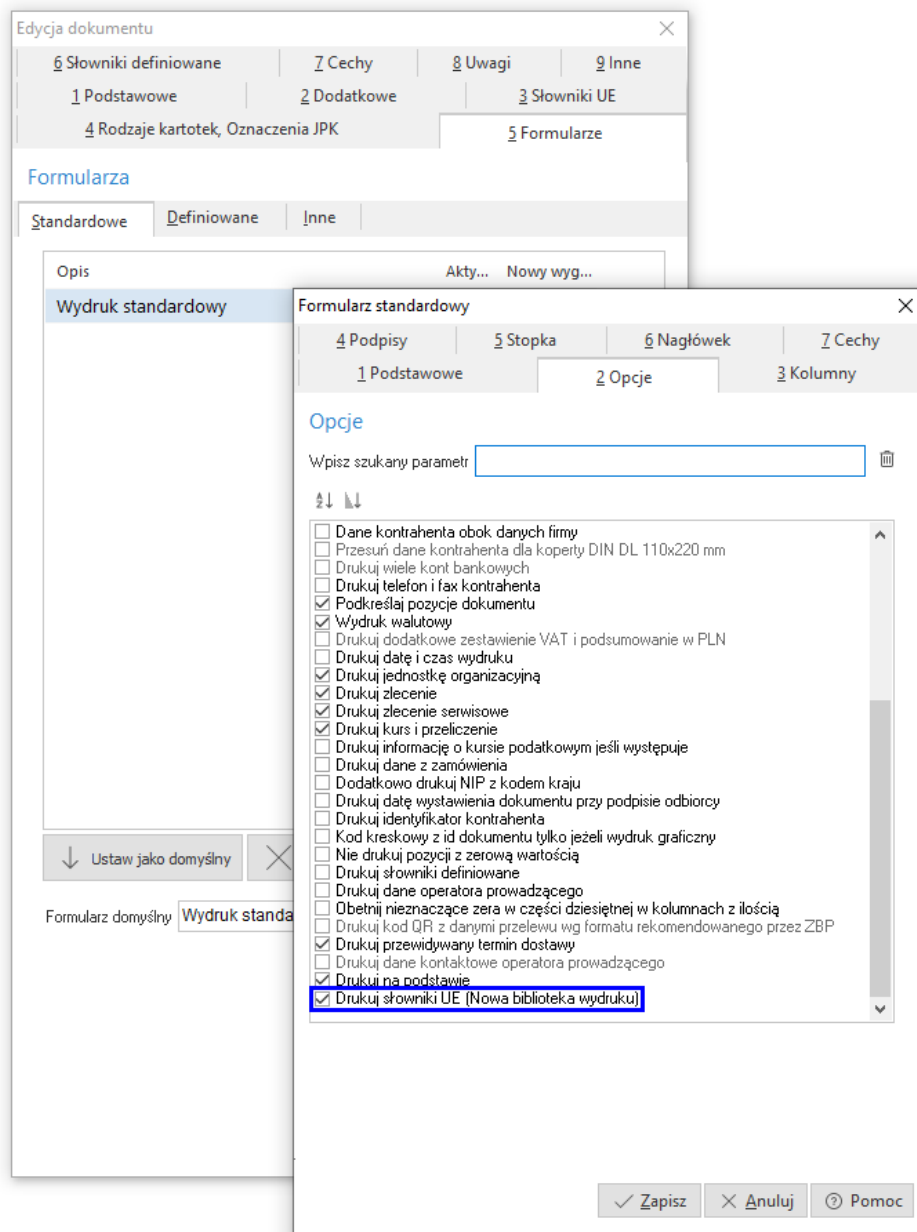 Edycja dokumentu
6 Słowniki definiowane 7 Cechy 8 Uwagi 9 Inne
1 Podstawowe 2 Dodatkowe 3 Słowniki UE
4 Rodzaje kartotek, Oznaczenia JPK 5 Formularze
Formularza
Standardowe Definiowane Inne
Opis Akty... Nowy wyg...
Wydruk standardowy
Ustaw jako domyślny
Formularz domyślny Wydruk standa
Formularz standardowy
4 Podpisy 5 Stopka 6 Nagłówek 7 Cechy
1 Podstawowe 2 Opcje 3 Kolumny
Opcje
Wpisz szukany parametr
Dane kontrahenta obok danych firmy
Przesuń dane kontrahenta dla koperty DIN DL 110x220 mm
Drukuj wiele kont bankowych
Drukuj telefon i fax kontrahenta
Podkreślaj pozycje dokumentu
Wydruk walutowy
Drukuj dodatkowe zestawienie VAT i podsumowanie w PLN
Drukuj datę i czas wydruku
Drukuj jednostkę organizacyjną
Drukuj zlecenie
Drukuj zlecenie serwisowe
Drukuj kurs i przeliczenie
Drukuj informację o kursie podatkowym jeśli występuje
Drukuj dane z zamówienia
Dodatkowo drukuj NIP z kodem kraju
Drukuj datę wystawienia dokumentu przy podpisie odbiorcy
Drukuj identyfikator kontrahenta
Kod kreskowy z id dokumentu tylko jeżeli wydruk graficzny
Nie drukuj pozycji z zerową wartością
Drukuj słowniki definiowane
Drukuj dane operatora prowadzącego
Obetnij nieznaczące zera w części dziesiętnej w kolumnach z ilością
Drukuj kod QR z danymi przelewu wg formatu rekomendowanego przez ZBP
Drukuj przewidywany termin dostawy
Drukuj dane kontaktowe operatora prowadzącego
Drukuj na podstawie
Drukuj słowniki UE (Nowa biblioteka wydruku)
Zapisz Anuluj Pomoc